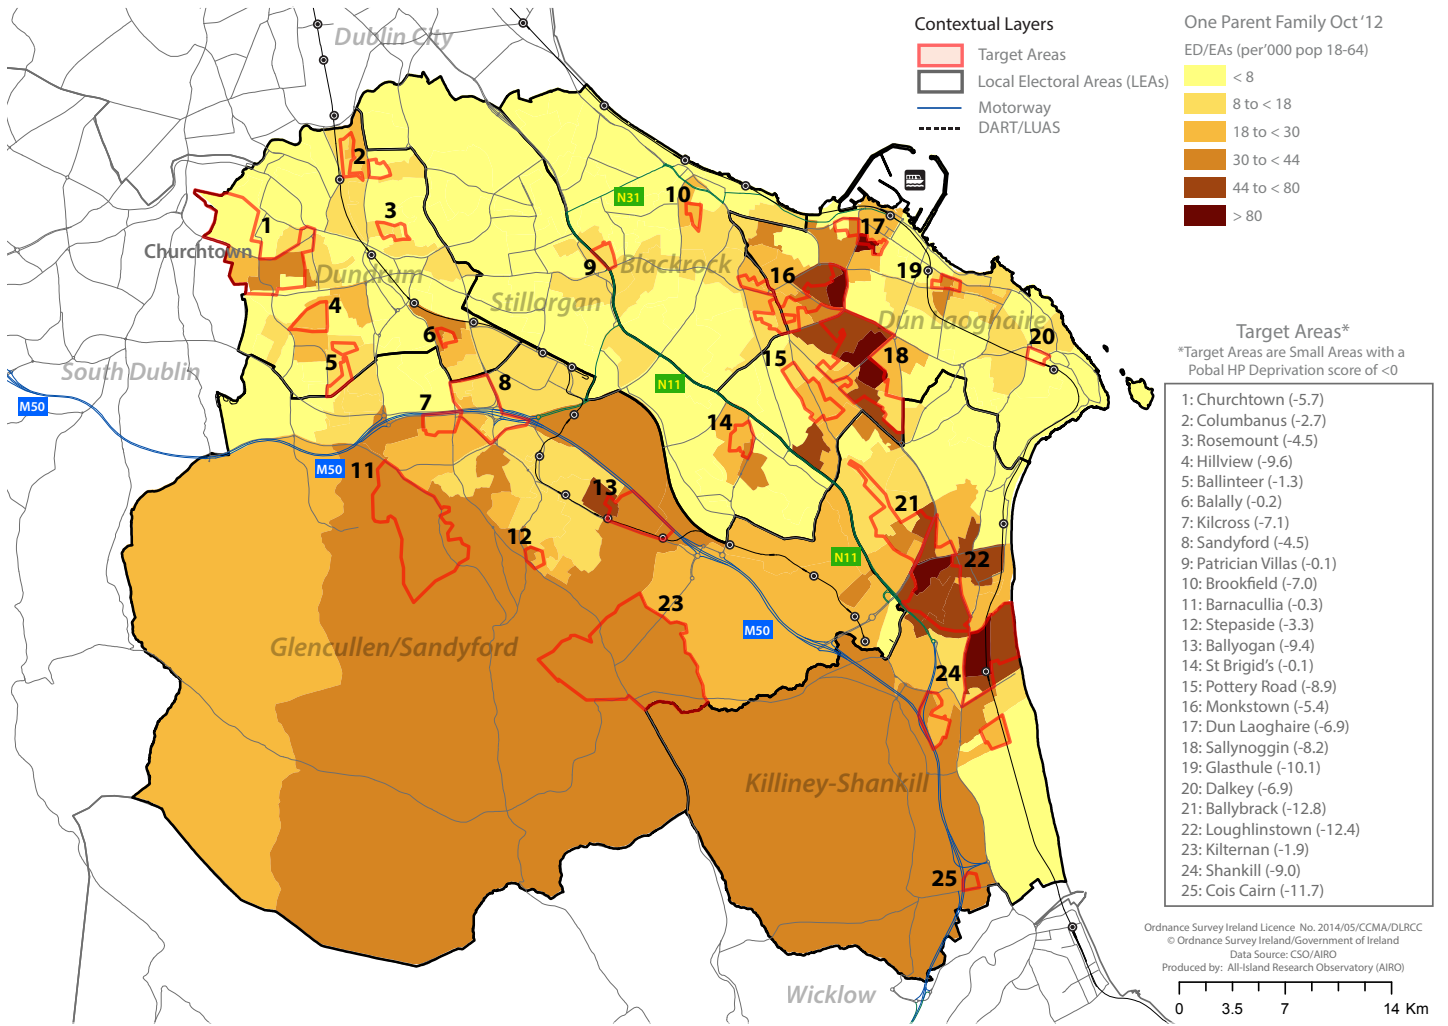 Contextual Layers
Target Areas
Local Electoral Areas (LEAs)
Motorway
DART/LUAS
One Parent Family Oct ‘12
ED/EAs (per’000 pop 18-64)
< 8
8 to < 18
18 to < 30
30 to < 44
44 to < 80
> 80
Dublin City
2
N31
10
3
1
17
Churchtown
9
Blackrock
19
Dundrum
16
Stillorgan
4
Dún Laoghaire
6
20
5
15
18
South Dublin
8
N11
M50
7
14
M50
11
13
21
12
N11
22
23
M50
Glencullen/Sandyford
24
Killiney-Shankill
25
Wicklow
Target Areas*
*Target Areas are Small Areas with a
Pobal HP Deprivation score of <0
1: Churchtown (-5.7)
2: Columbanus (-2.7)
3: Rosemount (-4.5)
4: Hillview (-9.6)
5: Ballinteer (-1.3)
6: Balally (-0.2)
7: Kilcross (-7.1)
8: Sandyford (-4.5)
9: Patrician Villas (-0.1)
10: Brookfield (-7.0)
11: Barnacullia (-0.3)
12: Stepaside (-3.3)
13: Ballyogan (-9.4)
14: St Brigid’s (-0.1)
15: Pottery Road (-8.9)
16: Monkstown (-5.4)
17: Dun Laoghaire (-6.9)
18: Sallynoggin (-8.2)
19: Glasthule (-10.1)
20: Dalkey (-6.9)
21: Ballybrack (-12.8)
22: Loughlinstown (-12.4)
23: Kilternan (-1.9)
24: Shankill (-9.0)
25: Cois Cairn (-11.7)
Ordnance Survey Ireland Licence No. 2014/05/CCMA/DLRCC
© Ordnance Survey Ireland/Government of Ireland
Data Source: CSO/AIRO
Produced by: All-Island Research Observatory (AIRO)
0 3.5 7 14 Km